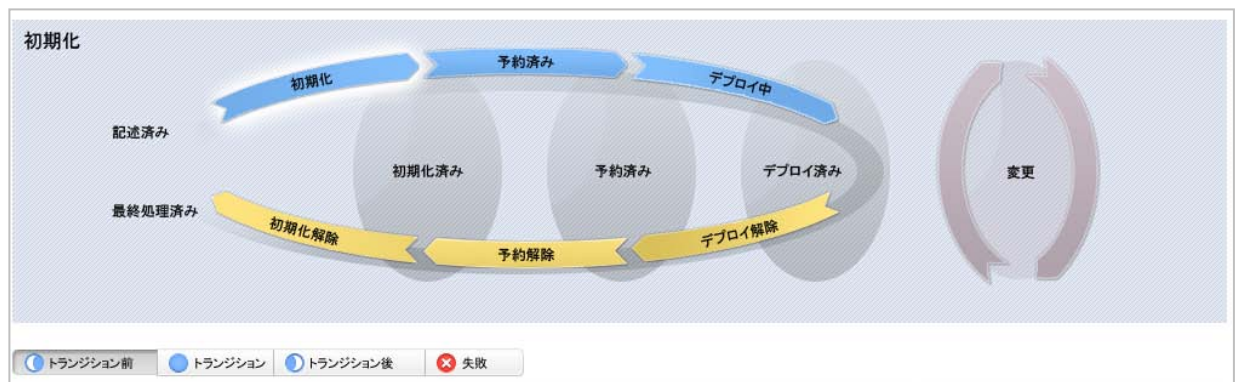 初期化
初期化
予約済み
デプロイ中
記述済み
初期化済み
予約済み
デプロイ済み
変更
最終処理済み
初期化解除
予約解除
デプロイ解除
トランジション前
トランジション
トランジション後
失敗